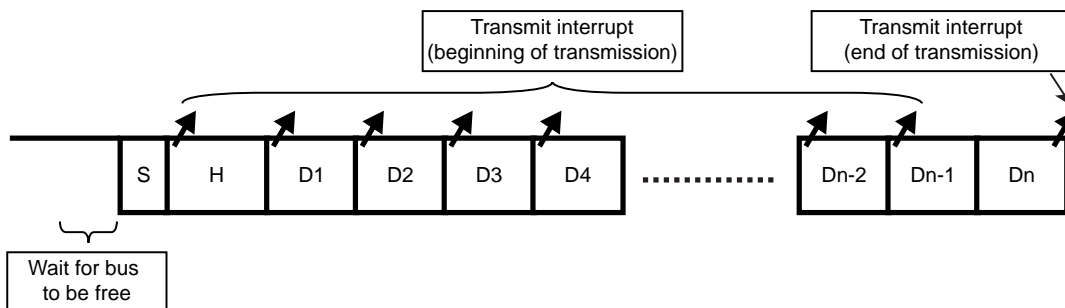 Transmit interrupt
(beginning of transmission)
Transmit interrupt
(end of transmission)
S
H
D1
D2
D3
D4
Dn-2
Dn-1
Dn
Wait for bus
to be free